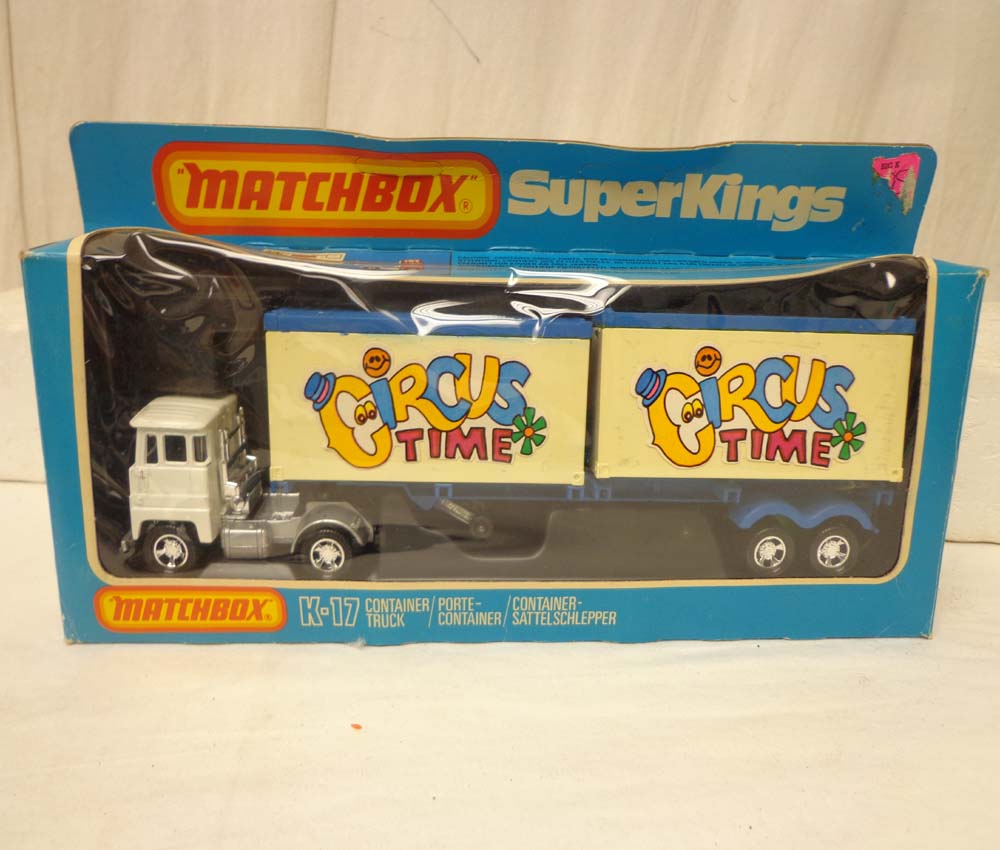 "MATCHBOX"® SuperKings
CIRCUS
TIME
CIRCUS
TIME
"MATCHBOX"® K-17 CONTAINER TRUCK / PORTE-CONTAINER / CONTAINER-SATTELSCHLEPPER